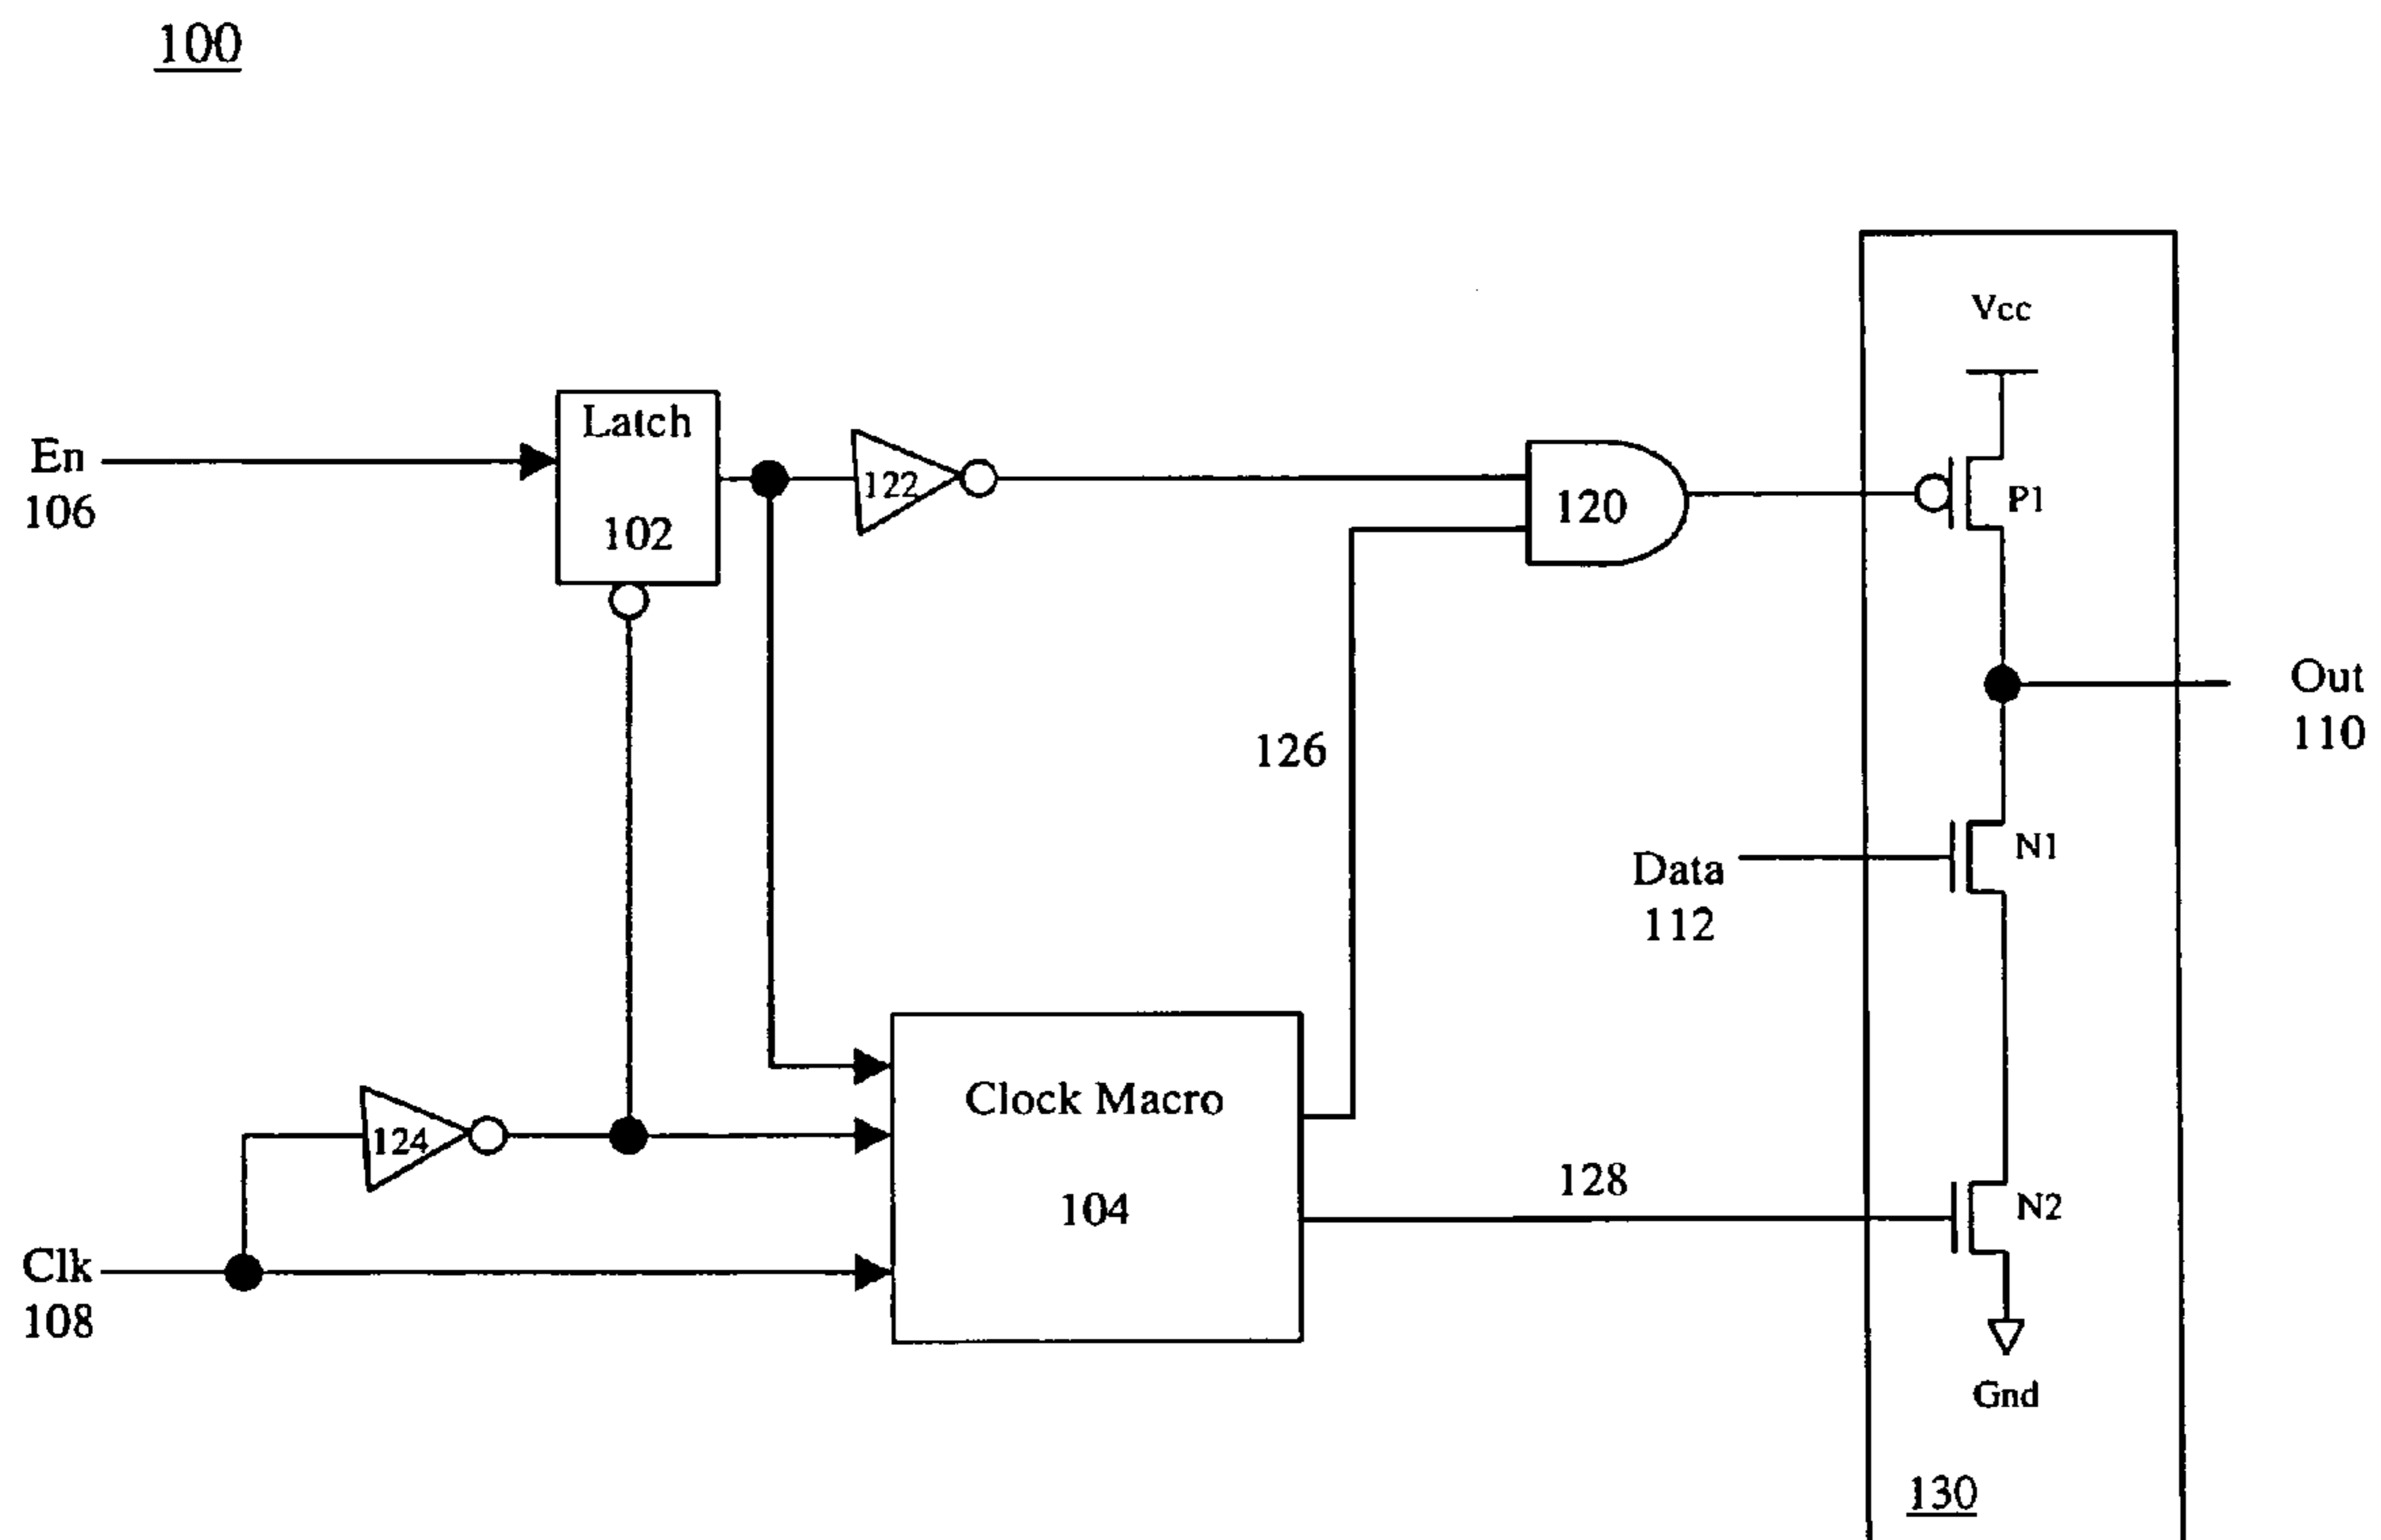 100
Vcc
Latch
En
106
122
120
P1
102
Out
110
126
N1
Data
112
Clock Macro
124
128
104
N2
Clk
108
Gnd
130